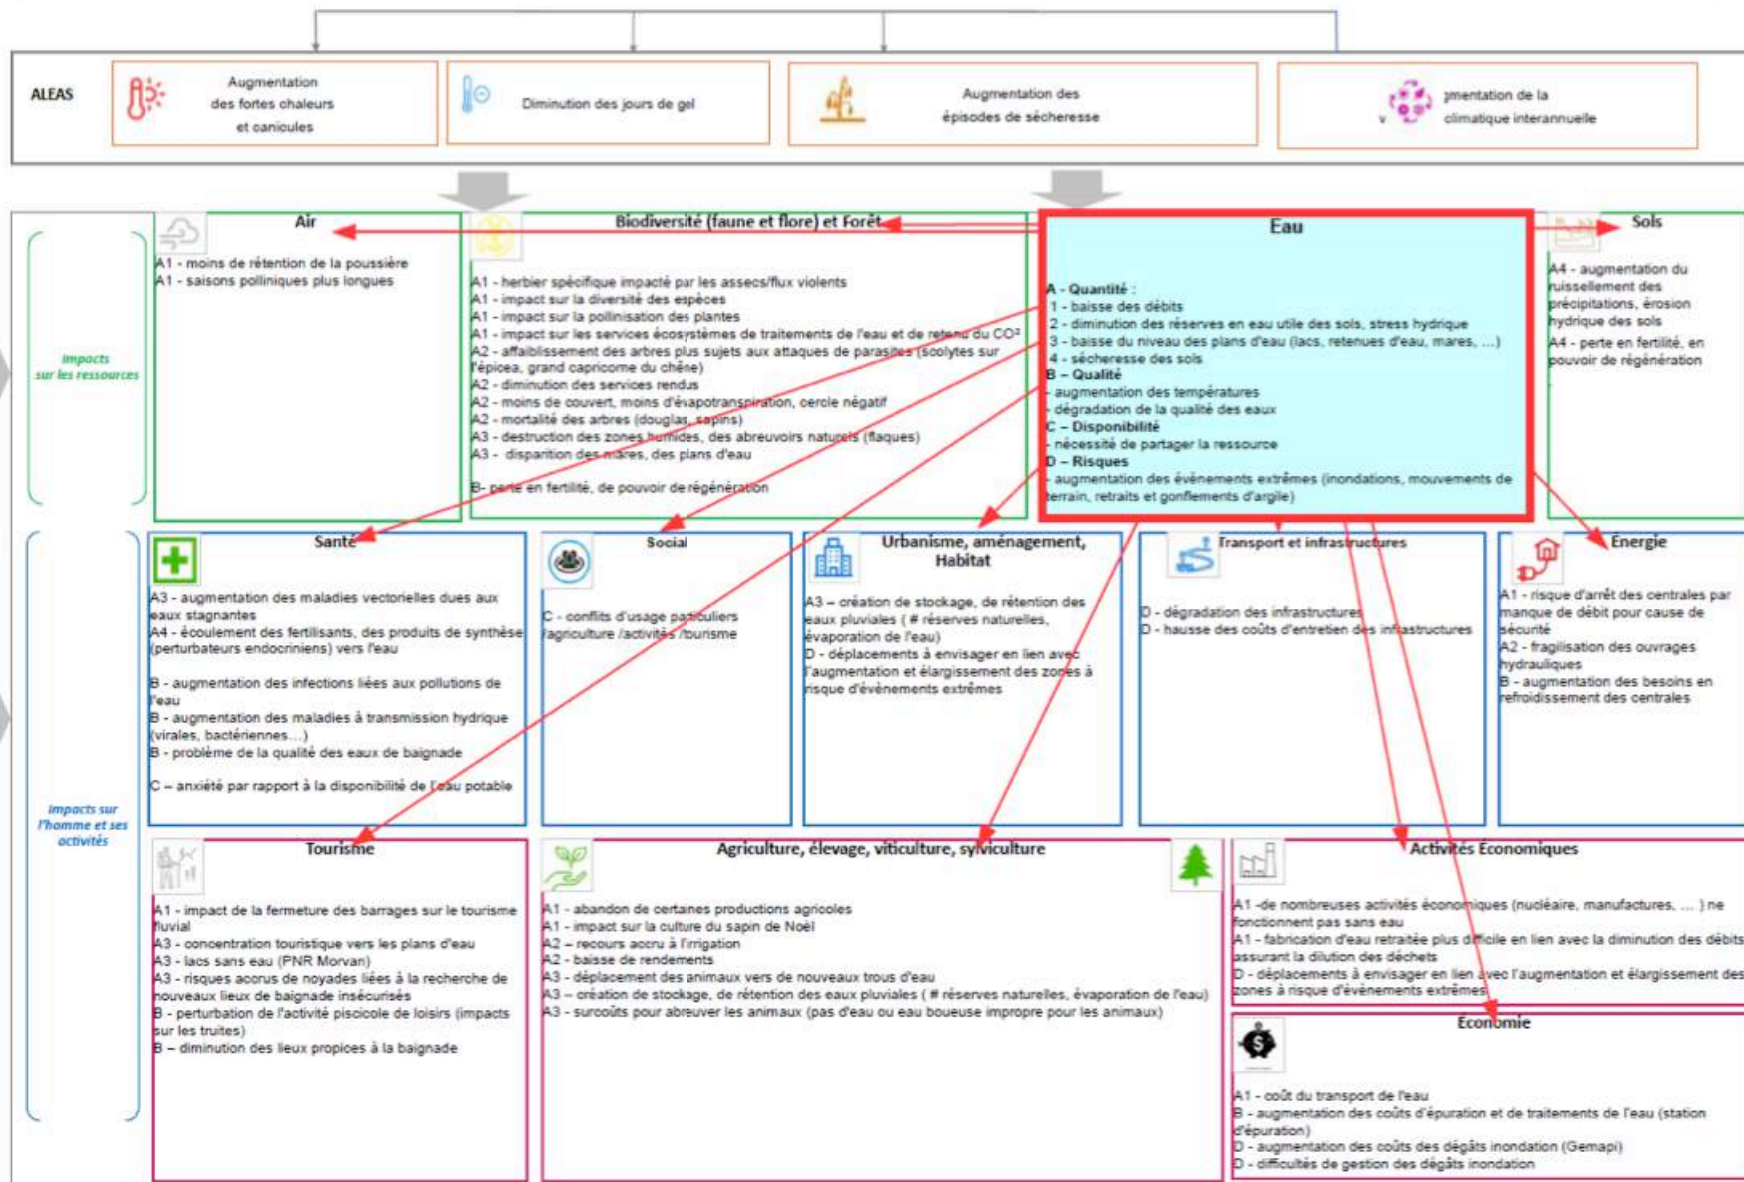 ALEAS
Augmentation
des fortes chaleurs
et canicules
Diminution des jours de gel
Augmentation des
épisodes de sécheresse
gmentation de la
v
climatique interannuelle
Impacts
sur les ressources
Air
A1 - moins de rétention de la poussière
A1 - saisons polliniques plus longues
Biodiversité (faune et flore) et Forêt
A1 - herbier spécifique impacté par les assecs/flux violents
A1 - impact sur la diversité des espèces
A1 - impact sur la pollinisation des plantes
A1 - impact sur les services écosystèmes de traitements de l'eau et de retenu du CO²
A2 - affaiblissement des arbres plus sujets aux attaques de parasites (scolytes sur
l'épicea, grand capricorne du chêne)
A2 - diminution des services rendus
A2 - moins de couvert, moins d'évapotranspiration, cercle négatif
A2 - mortalité des arbres (douglas, sapins)
A3 - destruction des zones humides, des abreuvoirs naturels (flaques)
A3 - disparition des mares, des plans d'eau
B- perte en fertilité, de pouvoir de régénération
Eau
A - Quantité :
1 - baisse des débits
2 - diminution des réserves en eau utile des sols, stress hydrique
3 - baisse du niveau des plans d'eau (lacs, retenues d'eau, mares, ...)
4 - sécheresse des sols
B – Qualité
- augmentation des températures
- dégradation de la qualité des eaux
C – Disponibilité
- nécessité de partager la ressource
D – Risques
- augmentation des évènements extrêmes (inondations, mouvements de
terrain, retraits et gonflements d'argile)
Sols
A4 - augmentation du
ruissellement des
précipitations, érosion
hydrique des sols
A4 - perte en fertilité, en
pouvoir de régénération
Impacts sur
l'homme et ses
activités
Santé
A3 - augmentation des maladies vectorielles dues aux
eaux stagnantes
A4 - écoulement des fertilisants, des produits de synthèse
(perturbateurs endocriniens) vers l'eau
B - augmentation des infections liées aux pollutions de
l'eau
B - augmentation des maladies à transmission hydrique
(virales, bactériennes...)
B - problème de la qualité des eaux de baignade
C – anxiété par rapport à la disponibilité de l'eau potable
Social
C - conflits d'usage particuliers
/agriculture /activités /tourisme
Urbanisme, aménagement,
Habitat
A3 – création de stockage, de rétention des
eaux pluviales ( # réserves naturelles,
évaporation de l'eau)
D - déplacements à envisager en lien avec
l'augmentation et élargissement des zones à
risque d'évènements extrêmes
Transport et infrastructures
D - dégradation des infrastructures
D - hausse des coûts d'entretien des infrastructures
Énergie
A1 - risque d'arrêt des centrales par
manque de débit pour cause de
sécurité
A2 - fragilisation des ouvrages
hydrauliques
B - augmentation des besoins en
refroidissement des centrales
Tourisme
A1 - impact de la fermeture des barrages sur le tourisme
fluvial
A3 - concentration touristique vers les plans d'eau
A3 - lacs sans eau (PNR Morvan)
A3 - risques accrus de noyades liées à la recherche de
nouveaux lieux de baignade insécurisés
B - perturbation de l'activité piscicole de loisirs (impacts
sur les truites)
B – diminution des lieux propices à la baignade
Agriculture, élevage, viticulture, sylviculture
A1 - abandon de certaines productions agricoles
A1 - impact sur la culture du sapin de Noël
A2 – recours accru à l'irrigation
A2 - baisse de rendements
A3 - déplacement des animaux vers de nouveaux trous d'eau
A3 – création de stockage, de rétention des eaux pluviales ( # réserves naturelles, évaporation de l'eau)
A3 - surcoûts pour abreuver les animaux (pas d'eau ou eau boueuse impropre pour les animaux)
Activités Économiques
A1 -de nombreuses activités économiques (nucléaire, manufactures, ... ) ne
fonctionnent pas sans eau
A1 - fabrication d'eau retraitée plus difficile en lien avec la diminution des débits
assurant la dilution des déchets
D - déplacements à envisager en lien avec l'augmentation et élargissement des
zones à risque d'évènements extrêmes
Économie
A1 - coût du transport de l'eau
B - augmentation des coûts d'épuration et de traitements de l'eau (station
d'épuration)
D - augmentation des coûts des dégâts inondation (Gemapi)
D - difficultés de gestion des dégâts inondation